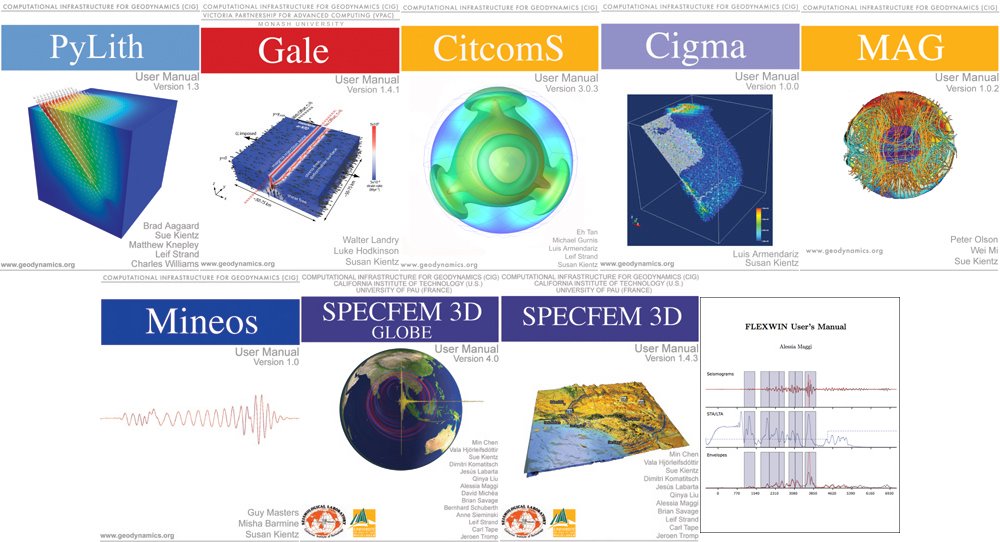 COMPUTATIONAL INFRASTRUCTURE FOR GEODYNAMICS (CIG)
PyLith
User Manual
Version 1.3
Brad Aagaard
Sue Kientz
Matthew Knepley
Leif Strand
Charles Williams
www.geodynamics.org
COMPUTATIONAL INFRASTRUCTURE FOR GEODYNAMICS (CIG)
VICTORIA PARTNERSHIP FOR ADVANCED COMPUTING (VPAC)
MONASH UNIVERSITY
Gale
User Manual
Version 1.4.1
Walter Landry
Luke Hodkinson
Susan Kientz
www.geodynamics.org
COMPUTATIONAL INFRASTRUCTURE FOR GEODYNAMICS (CIG)
CitcomS
User Manual
Version 3.0.3
Eh Tan
Michael Gurnis
Luis Armendariz
Leif Strand
Susan Kientz
www.geodynamics.org
COMPUTATIONAL INFRASTRUCTURE FOR GEODYNAMICS (CIG)
Cigma
User Manual
Version 1.0.0
Luis Armendariz
Susan Kientz
www.geodynamics.org
COMPUTATIONAL INFRASTRUCTURE FOR GEODYNAMICS (CIG)
MAG
User Manual
Version 1.0.2
Peter Olson
Wei Mi
Sue Kientz
www.geodynamics.org
COMPUTATIONAL INFRASTRUCTURE FOR GEODYNAMICS (CIG)
Mineos
User Manual
Version 1.0
Guy Masters
Misha Barmine
Susan Kientz
www.geodynamics.org
COMPUTATIONAL INFRASTRUCTURE FOR GEODYNAMICS (CIG)
CALIFORNIA INSTITUTE OF TECHNOLOGY (U.S.)
UNIVERSITY OF PAU (FRANCE)
SPECFEM 3D
GLOBE
User Manual
Version 4.0
Min Chen
Vala Hjörleifsdóttir
Sue Kientz
Dimitri Komatitsch
Jesús Labarta
Qinya Liu
Alessia Maggi
David Michéa
Brian Savage
Bernhard Schuberth
Anne Sieminski
Leif Strand
Carl Tape
Jeroen Tromp
COMPUTATIONAL INFRASTRUCTURE FOR GEODYNAMICS (CIG)
CALIFORNIA INSTITUTE OF TECHNOLOGY (U.S.)
UNIVERSITY OF PAU (FRANCE)
SPECFEM 3D
User Manual
Version 1.4.3
Min Chen
Vala Hjörleifsdóttir
Sue Kientz
Dimitri Komatitsch
Jesús Labarta
Qinya Liu
Alessia Maggi
Brian Savage
Leif Strand
Carl Tape
Jeroen Tromp
FLEXWIN User's Manual
Alessia Maggi
Seismograms
STA/LTA
Envelopes